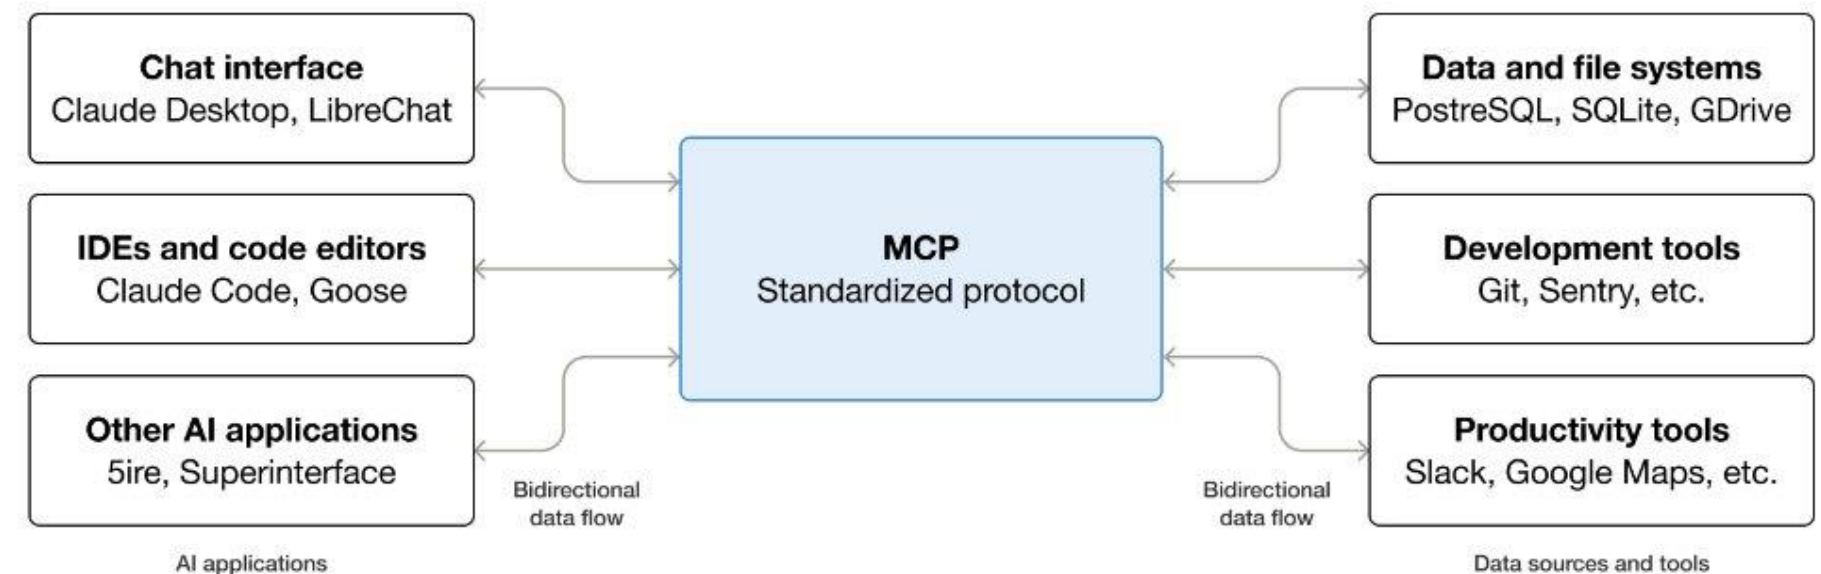 Chat interface
Claude Desktop, LibreChat
IDEs and code editors
Claude Code, Goose
Other AI applications
5ire, Superinterface
AI applications
Bidirectional
data flow
MCP
Standardized protocol
Bidirectional
data flow
Data and file systems
PostreSQL, SQLite, GDrive
Development tools
Git, Sentry, etc.
Productivity tools
Slack, Google Maps, etc.
Data sources and tools